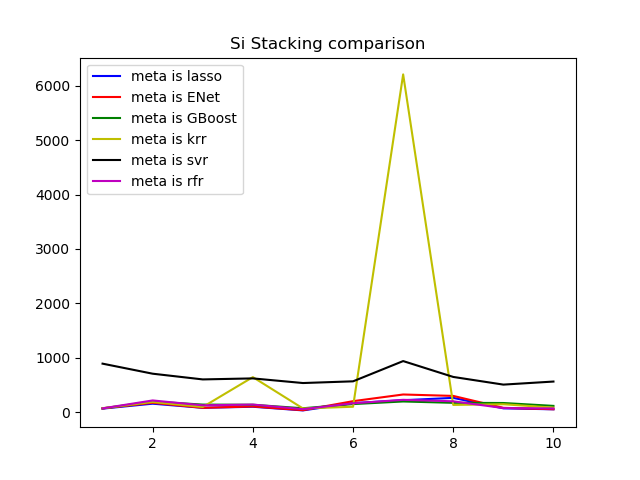 Si Stacking comparison
meta is lasso
meta is ENet
meta is GBoost
meta is krr
meta is svr
meta is rfr
6000
5000
4000
3000
2000
1000
0
2 4 6 8 10